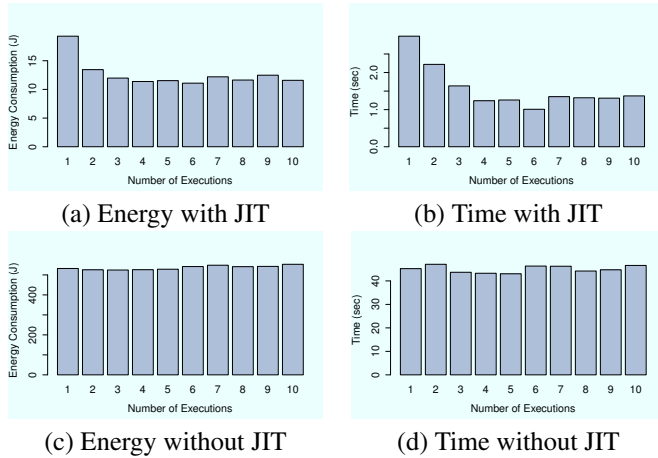 Energy Consumption (J)
0 5 10 15
1 2 3 4 5 6 7 8 9 10
Number of Executions
(a) Energy with JIT
Time (sec)
0.0 1.0 2.0
1 2 3 4 5 6 7 8 9 10
Number of Executions
(b) Time with JIT
Energy Consumption (J)
0 200 400
1 2 3 4 5 6 7 8 9 10
Number of Executions
(c) Energy without JIT
Time (sec)
0 10 20 30 40
1 2 3 4 5 6 7 8 9 10
Number of Executions
(d) Time without JIT